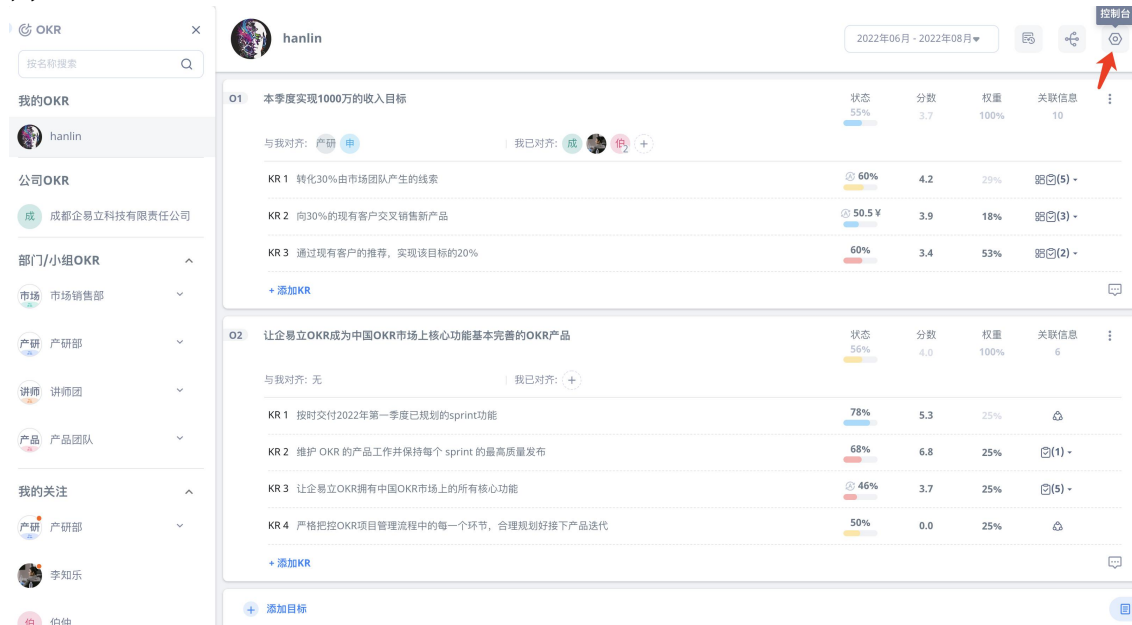 控制台
OKR
hanlin
2022年06月 - 2022年08月
按名称搜索
我的OKR
hanlin
公司OKR
成 成都企易立科技有限责任公司
部门/小组OKR
市场 市场销售部
产研 产研部
讲师 讲师团
产品 产品团队
我的关注
产研 产研部
李知乐
伯 伯仲
O1 本季度实现1000万的收入目标 状态 分数 权重 关联信息
55% 3.7 100% 10
与我对齐: 产研 申 我已对齐: 成 伯 2 +
KR 1 转化30%由市场团队产生的线索 60% 4.2 29% (5)
KR 2 向30%的现有客户交叉销售新产品 50.5 ¥ 3.9 18% (3)
KR 3 通过现有客户的推荐，实现该目标的20% 60% 3.4 53% (2)
+ 添加KR
O2 让企易立OKR成为中国OKR市场上核心功能基本完善的OKR产品 状态 分数 权重 关联信息
56% 4.0 100% 6
与我对齐: 无 我已对齐: +
KR 1 按时交付2022年第一季度已规划的sprint功能 78% 5.3 25%
KR 2 维护 OKR 的产品工作并保持每个 sprint 的最高质量发布 68% 6.8 25% (1)
KR 3 让企易立OKR拥有中国OKR市场上的所有核心功能 46% 3.7 25% (5)
KR 4 严格把控OKR项目管理流程中的每一个环节，合理规划好接下产品迭代 50% 0.0 25%
+ 添加KR
+ 添加目标